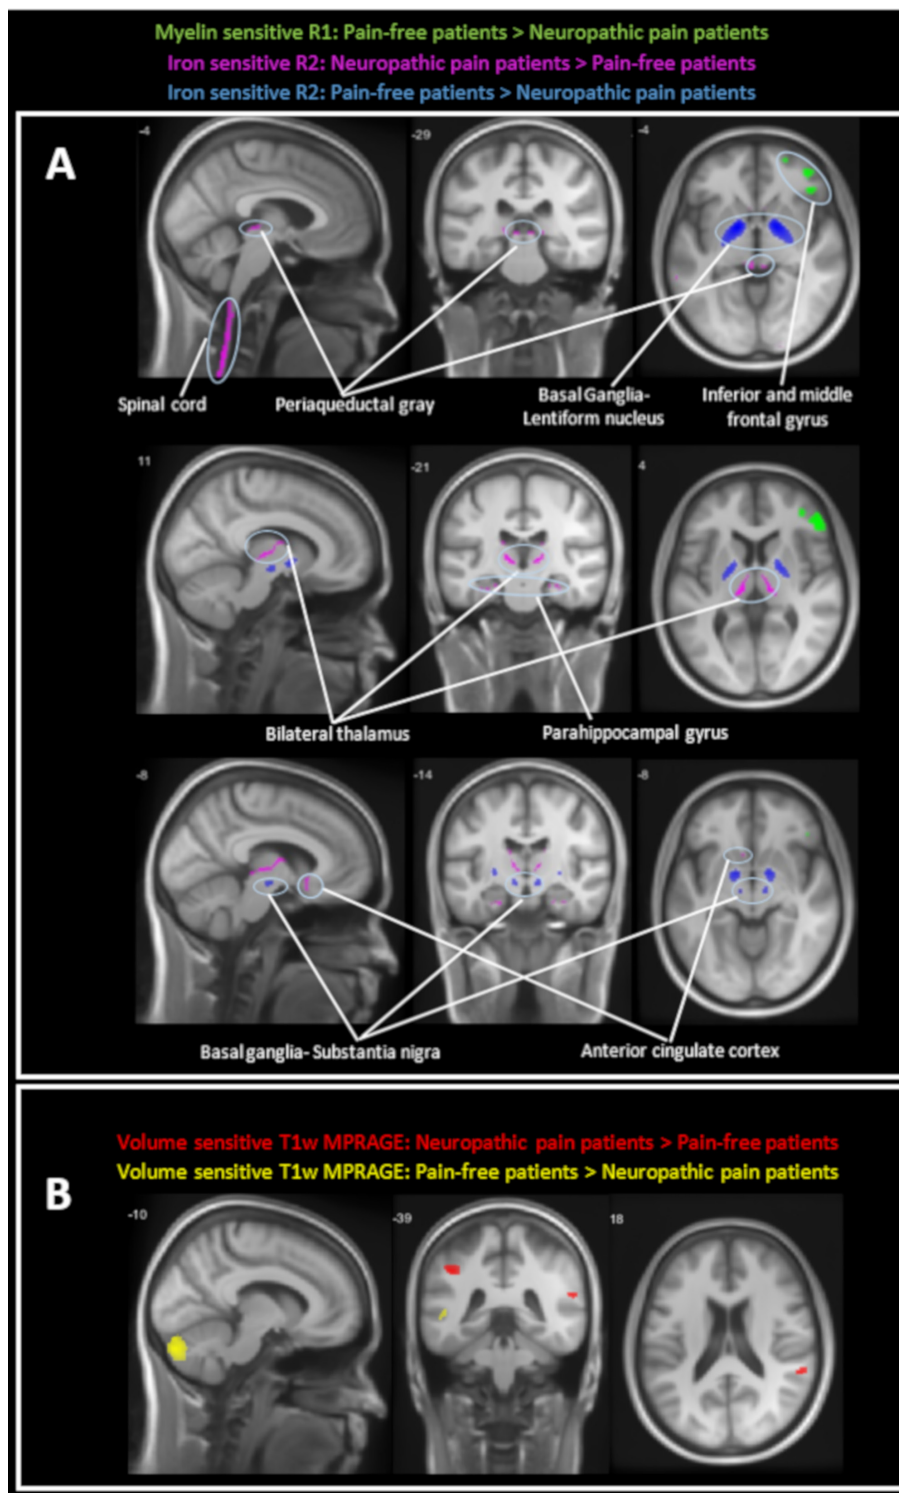 Myelin sensitive R1: Pain-free patients > Neuropathic pain patients
Iron sensitive R2: Neuropathic pain patients > Pain-free patients
Iron sensitive R2: Pain-free patients > Neuropathic pain patients
A
-4
-29
-4
Spinal cord
Periaqueductal gray
Basal Ganglia-
Lentiform nucleus
Inferior and middle
frontal gyrus
11
-21
4
Bilateral thalamus
Parahippocampal gyrus
-8
-14
-8
Basal ganglia- Substantia nigra
Anterior cingulate cortex
Volume sensitive T1w MPRAGE: Neuropathic pain patients > Pain-free patients
Volume sensitive T1w MPRAGE: Pain-free patients > Neuropathic pain patients
B
-10
-39
18